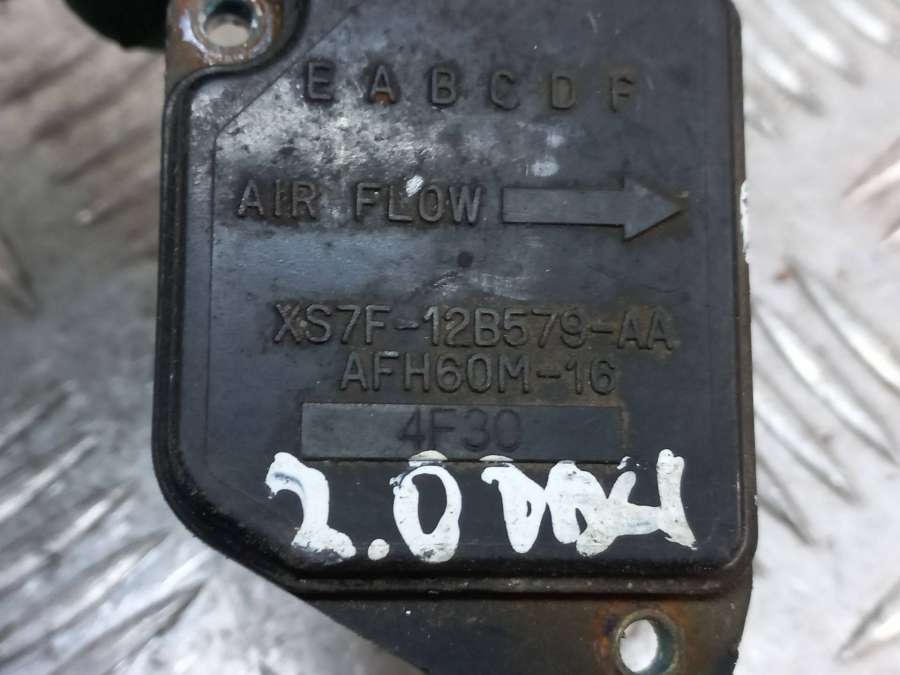 E A B C D F
AIR FLOW
XS7F-12B579-AA
AFH60M-16
4F30
2.0